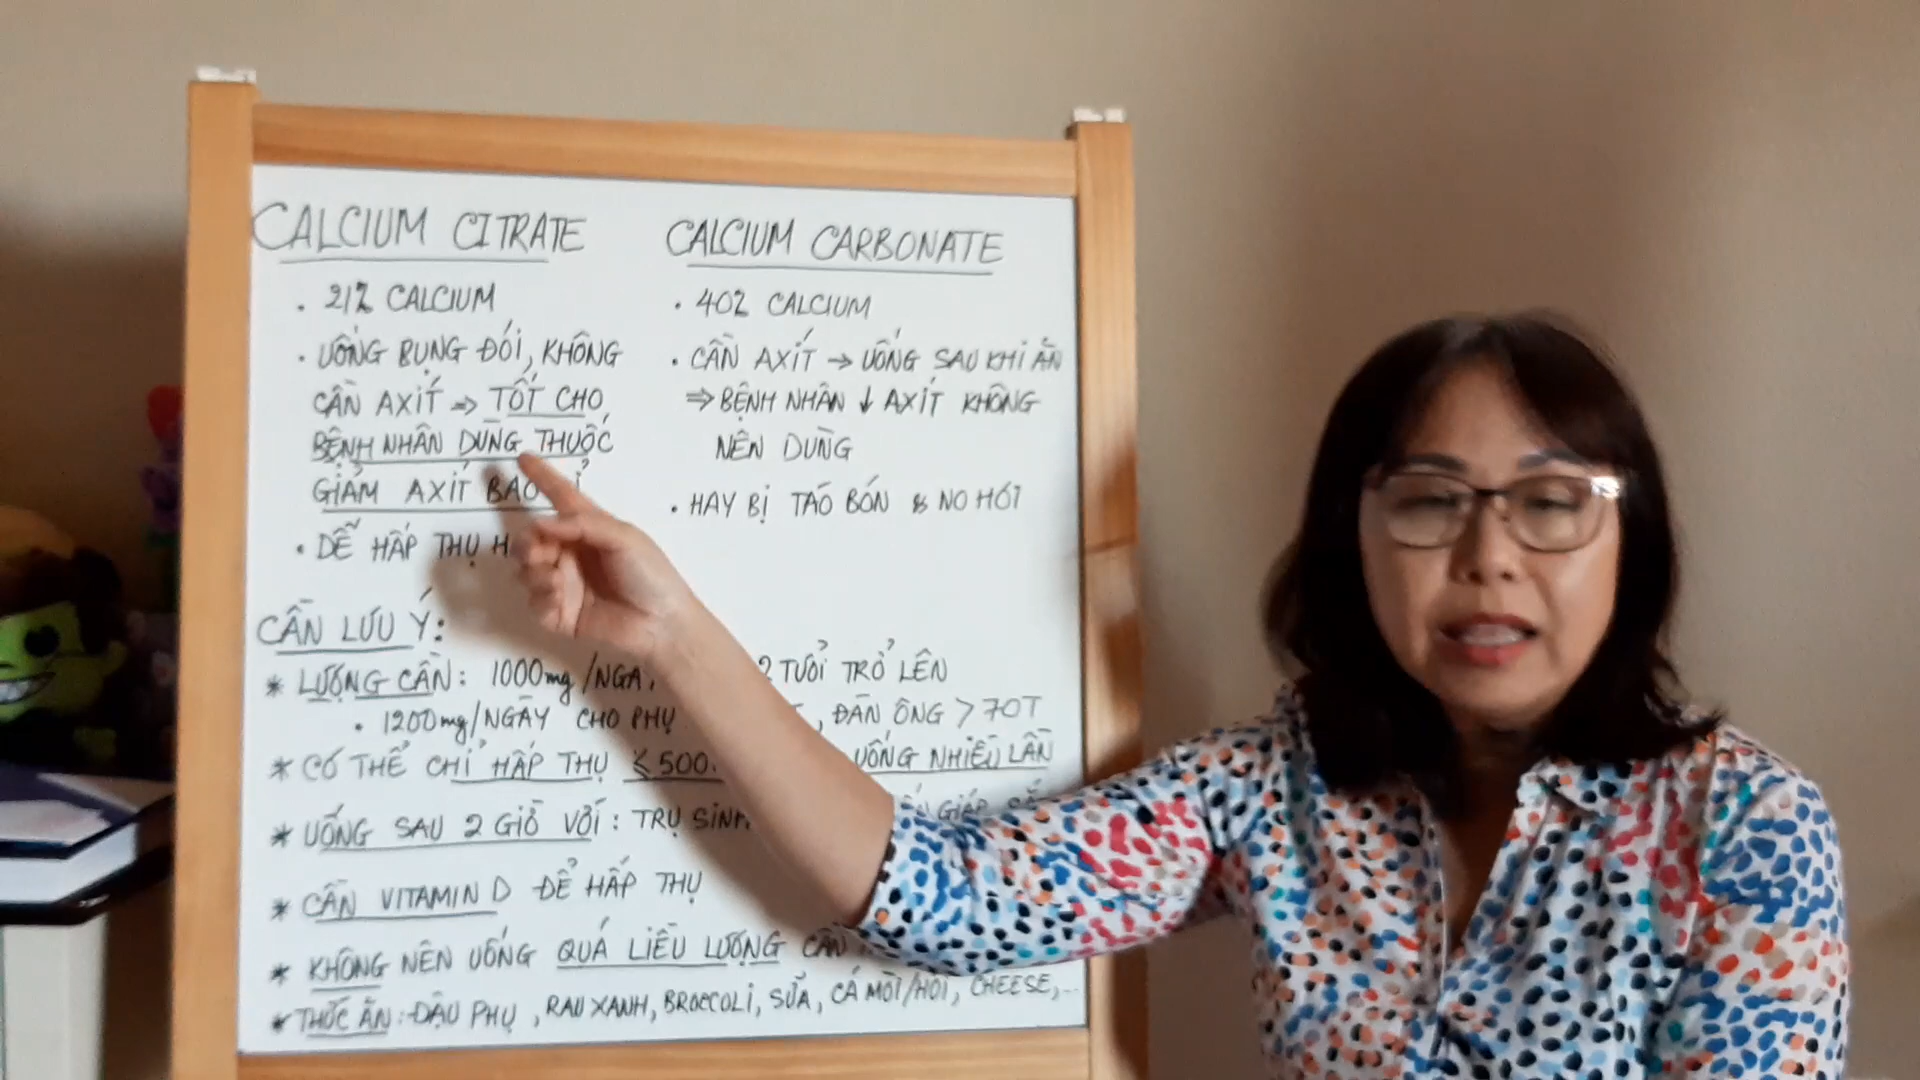 CALCIUM CITRATE
. 21% CALCIUM
. UỐNG BỤNG ĐÓI, KHÔNG
CẦN AXÍT => TỐT CHO
BỆNH NHÂN DÙNG THUỐC
GIẢM AXÍT BAO
. DỄ HẤP THỤ
CALCIUM CARBONATE
. 40% CALCIUM
. CẦN AXÍT → UỐNG SAU KHI ĂN
⇒ BỆNH NHÂN ↓ AXÍT KHÔNG
NÊN DÙNG
. HAY BỊ TÁO BÓN & NO HƠI
CẦN LƯU Ý:
* LƯỢNG CẦN: 1000mg/ TUỔI TRỞ LÊN
. 1200mg/NGÀY CHO PHỤ , ĐÀN ÔNG > 70T
* CÓ THỂ CHỈ HẤP THỤ ≤ 500 UỐNG NHIỀU LẦN
* UỐNG SAU 2 GIỜ VỚI: TRỤ GIÁP
* CẦN VITAMIN D ĐỂ HẤP THỤ
* KHÔNG NÊN UỐNG QUÁ LIỀU LƯỢNG CẦN
* THỨC ĂN: ĐẬU PHỤ, RAU XANH, BROCCOLI, SỮA, CÁ MÒI/HỒI, CHEESE,...